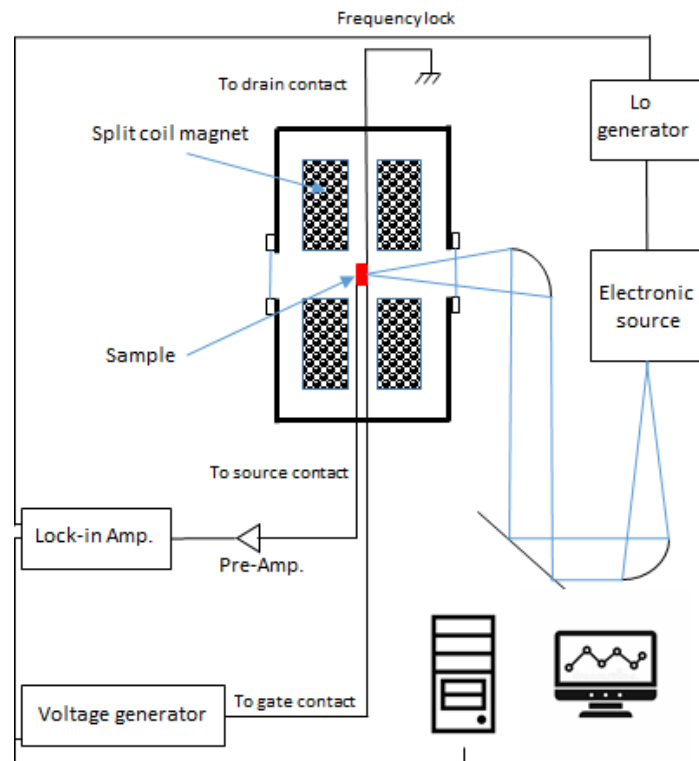 Frequency lock
To drain contact
Lo
generator
Split coil magnet
Electronic
source
Sample
To source contact
Lock-in Amp.
Pre-Amp.
To gate contact
Voltage generator